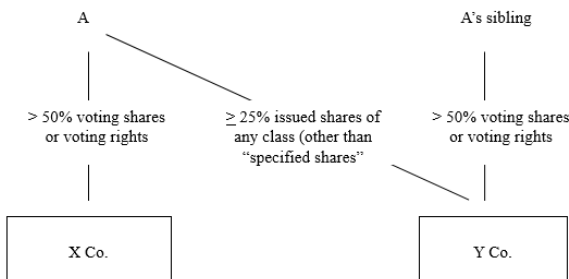 A
A's sibling
> 50% voting shares
or voting rights
≥ 25% issued shares of
any class (other than
“specified shares”
> 50% voting shares
or voting rights
X Co.
Y Co.